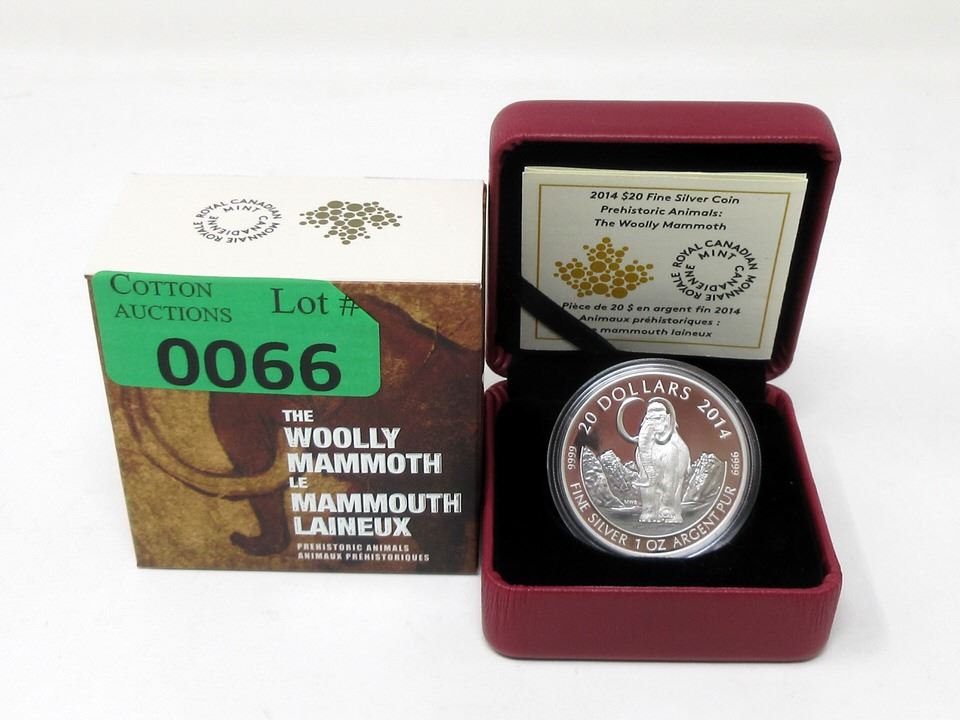 ROYAL CANADIAN MINT
MONNAIE ROYALE CANADIENNE
COTTON
AUCTIONS
Lot #
0066
THE
WOOLLY
MAMMOTH
LE
MAMMOUTH
LAINEUX
PREHISTORIC ANIMALS
ANIMAUX PRÉHISTORIQUES
2014 $20 Fine Silver Coin
Prehistoric Animals:
The Woolly Mammoth
ROYAL CANADIAN MINT
MONNAIE ROYALE CANADIENNE
Pièce de 20 $ en argent fin 2014
Animaux préhistoriques :
mammouth laineux
20 DOLLARS 2014
9999
9999
FINE SILVER 1 OZ ARGENT PUR